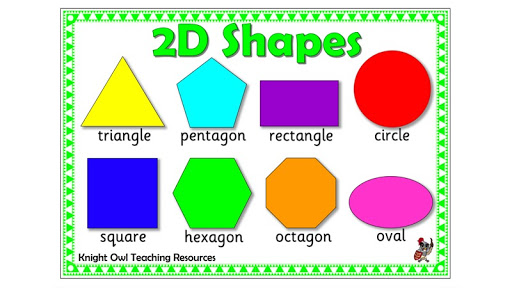 2D Shapes
triangle pentagon rectangle circle
square hexagon octagon oval
Knight Owl Teaching Resources